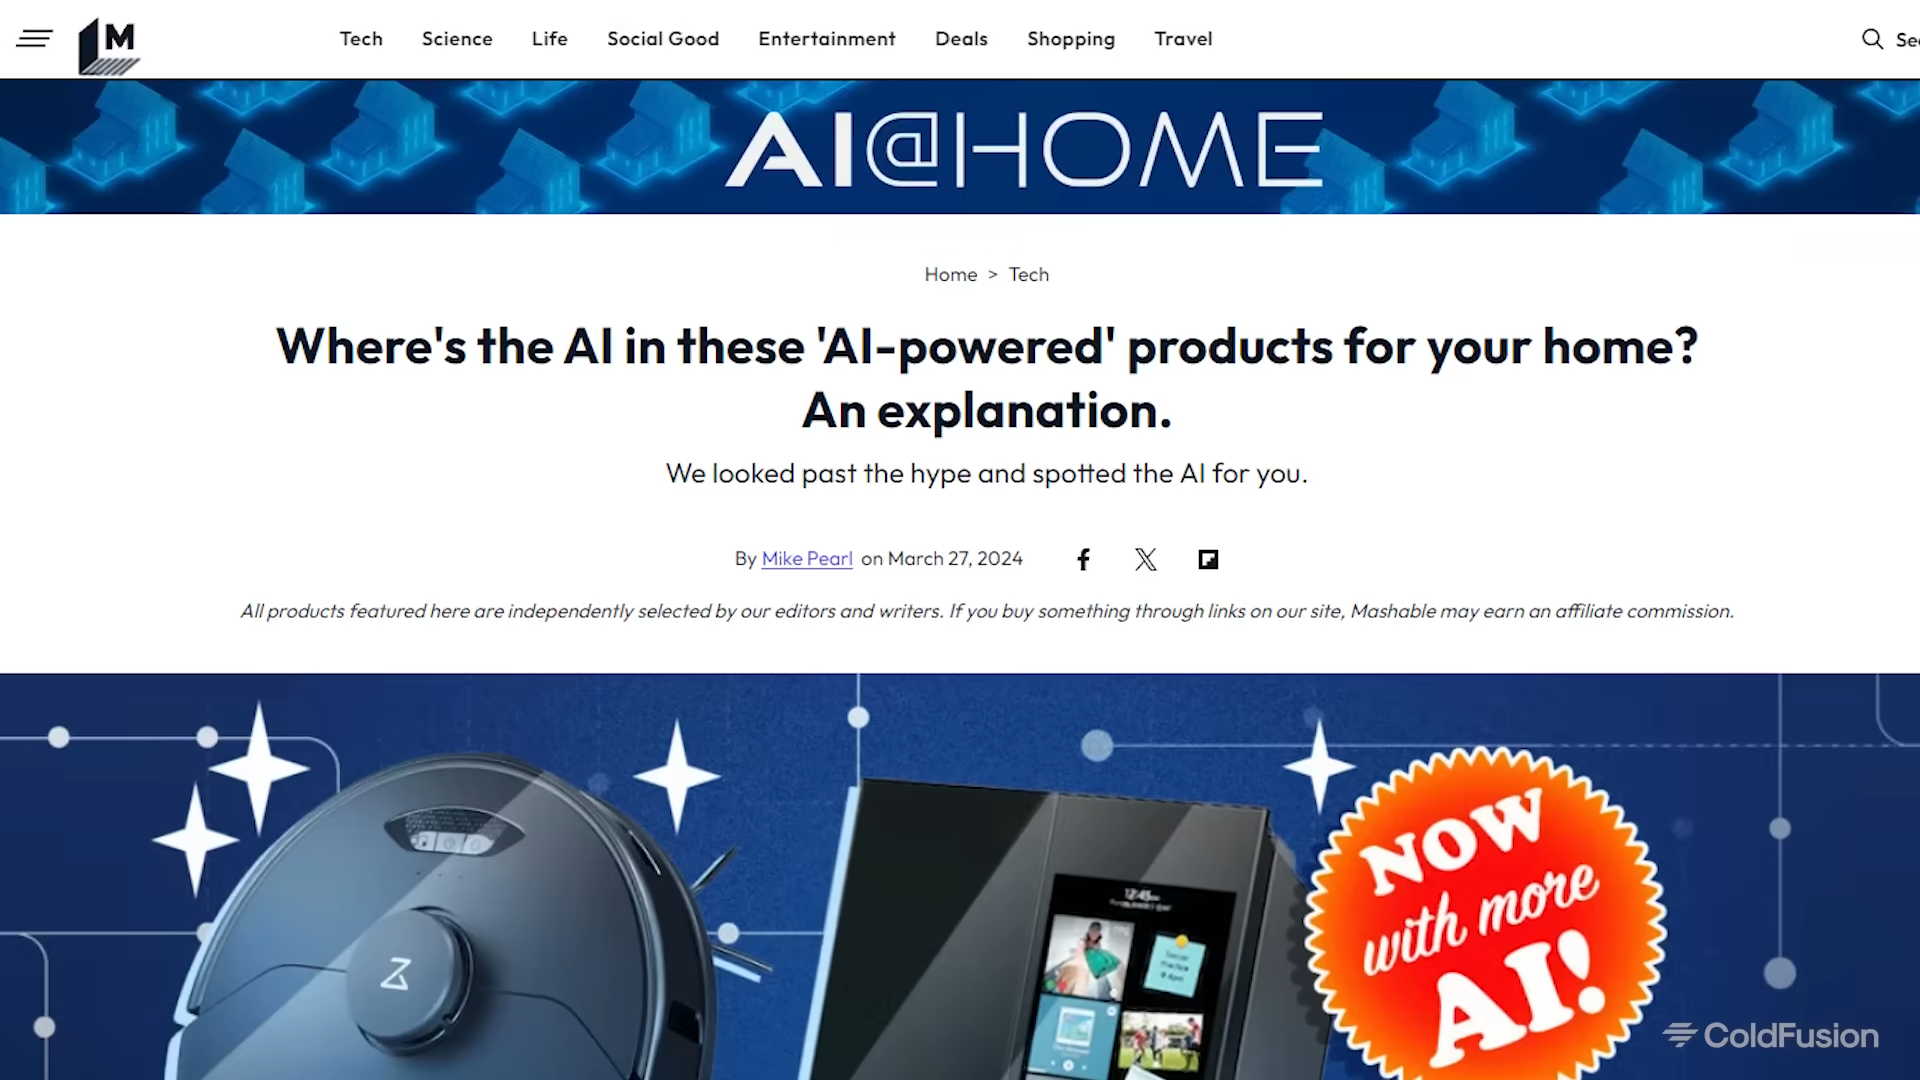 M
Tech Science Life Social Good Entertainment Deals Shopping Travel
AI@HOME
Home > Tech
Where's the AI in these 'AI-powered' products for your home?
An explanation.
We looked past the hype and spotted the AI for you.
By Mike Pearl on March 27, 2024
All products featured here are independently selected by our editors and writers. If you buy something through links on our site, Mashable may earn an affiliate commission.
NOW
with more
AI!
ColdFusion